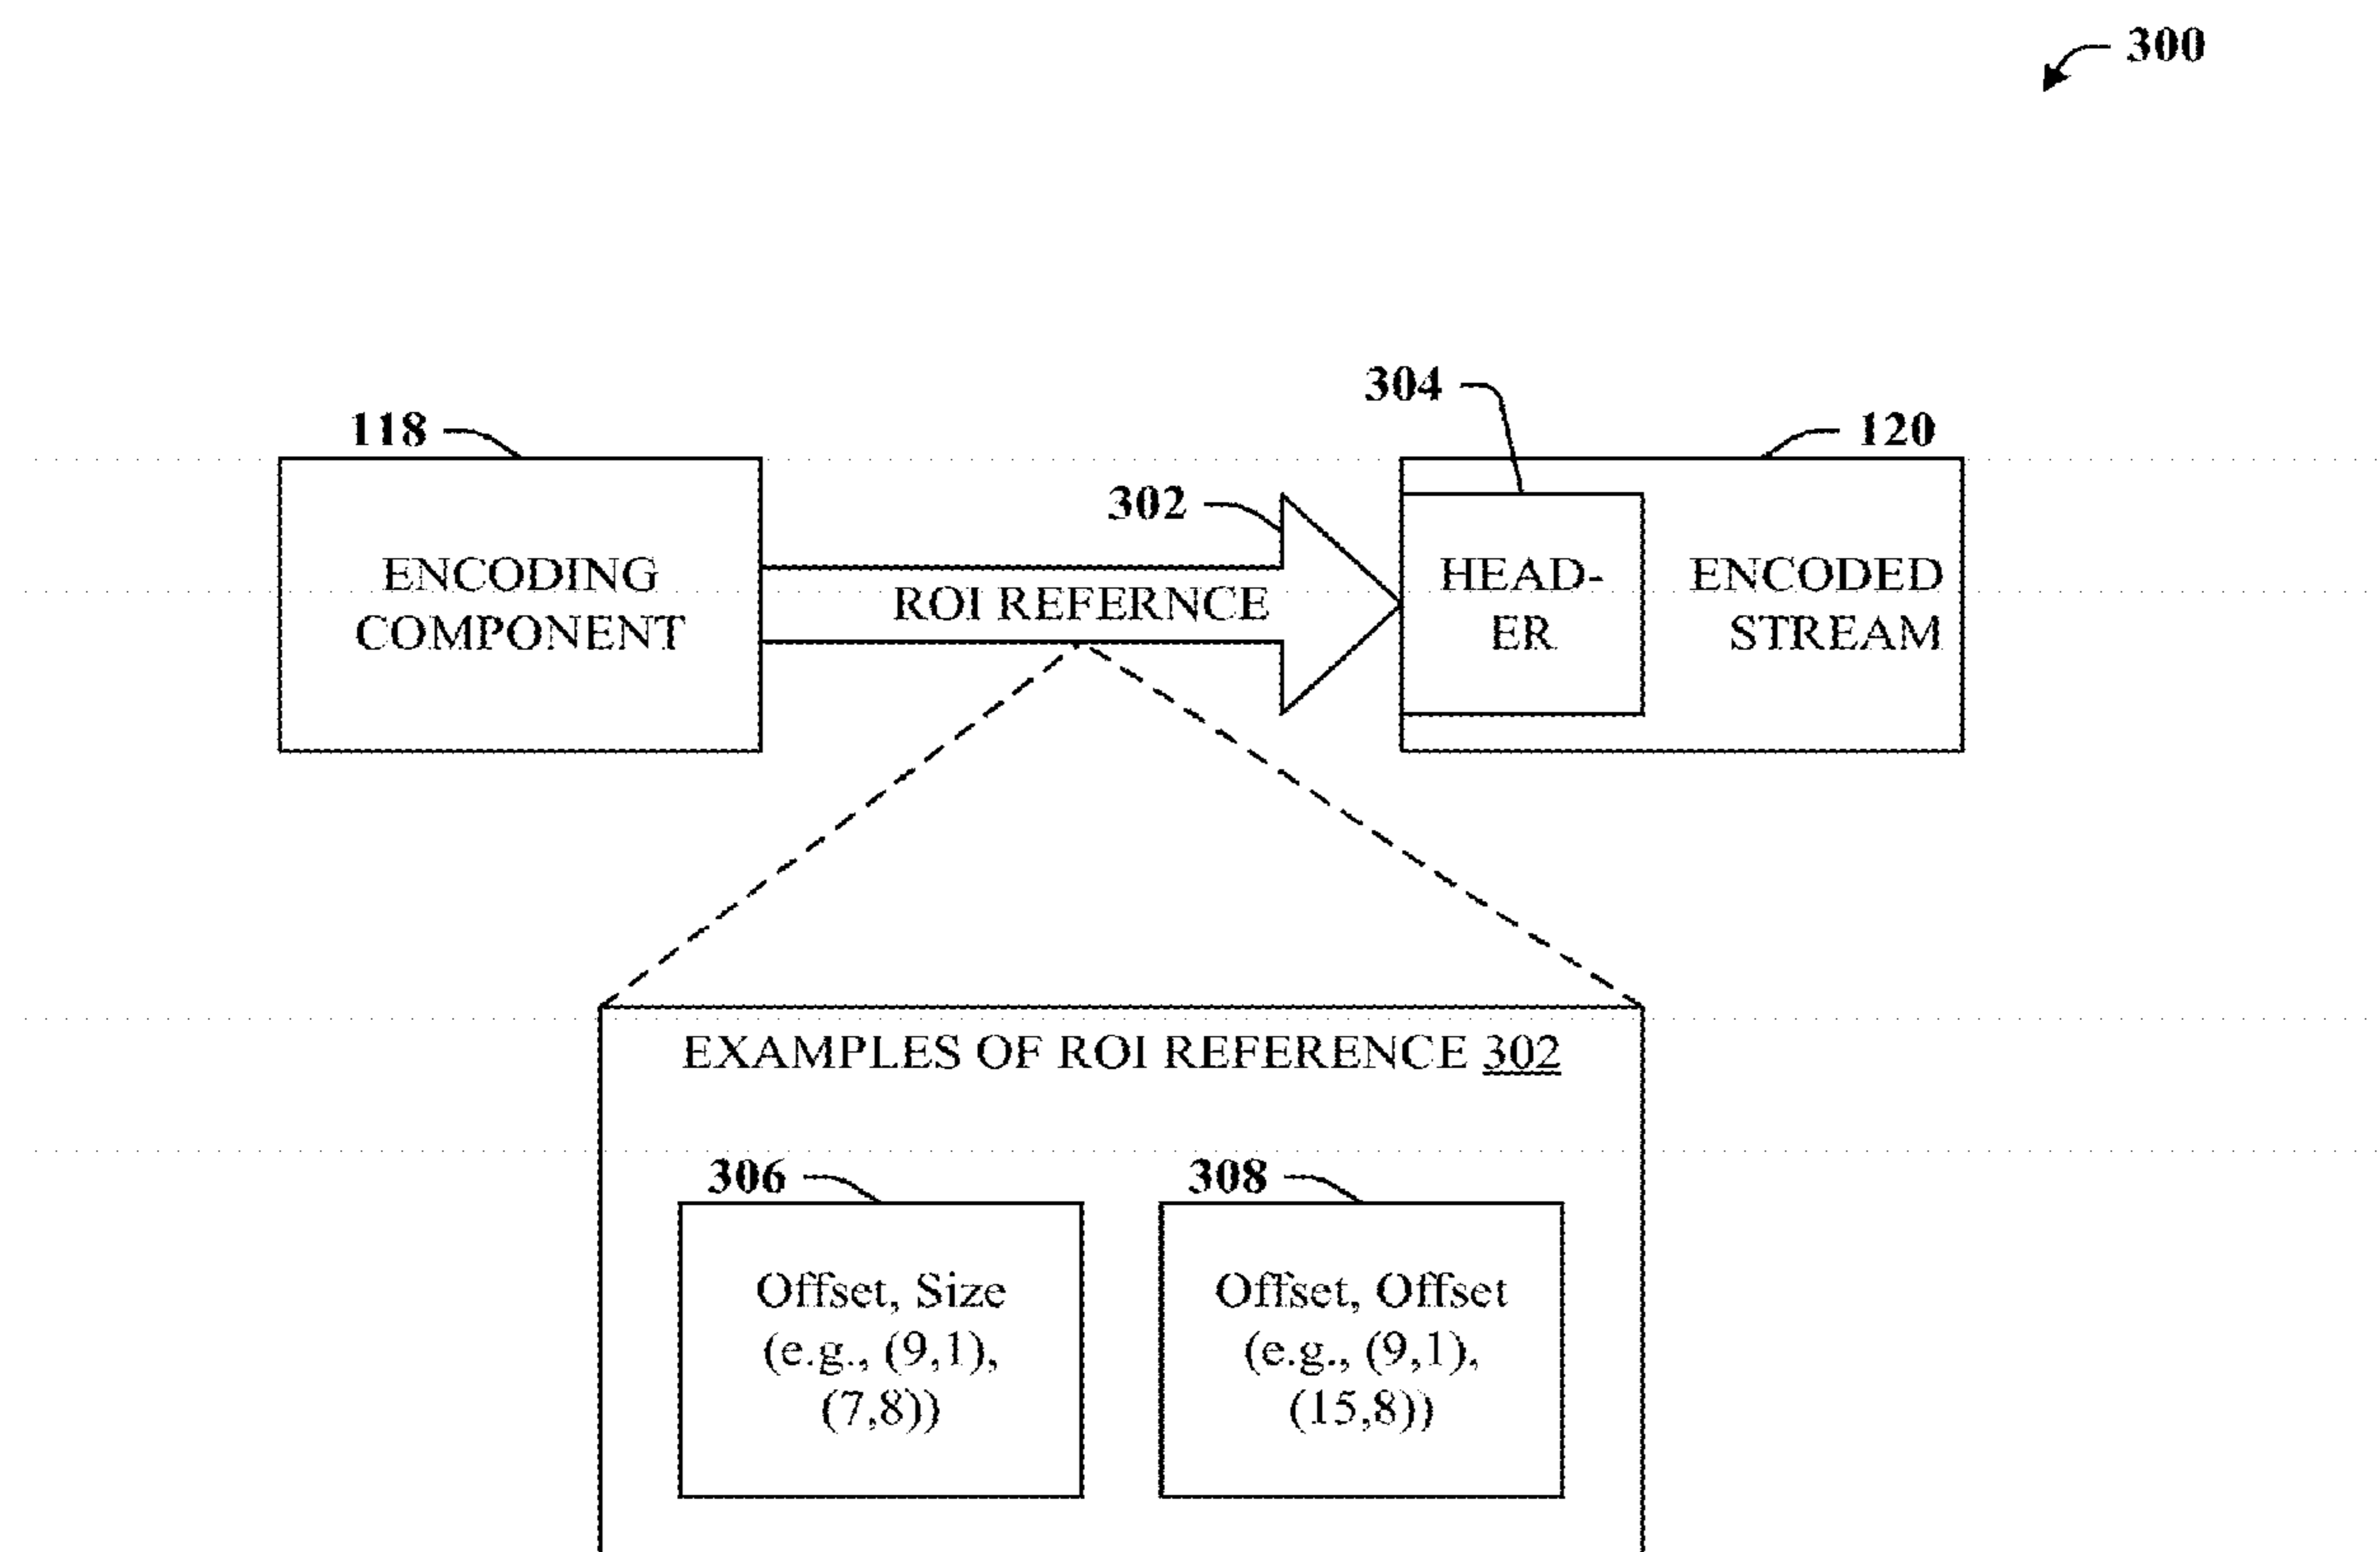 300
304
118
120
302
ENCODING
COMPONENT
ROI REFERNCE
HEAD-
ER
ENCODED
STREAM
EXAMPLES OF ROI REFERENCE 302
306
308
Offset, Size
(e.g., (9,1),
(7,8))
Offset, Offset
(e.g., (9,1),
(15,8))